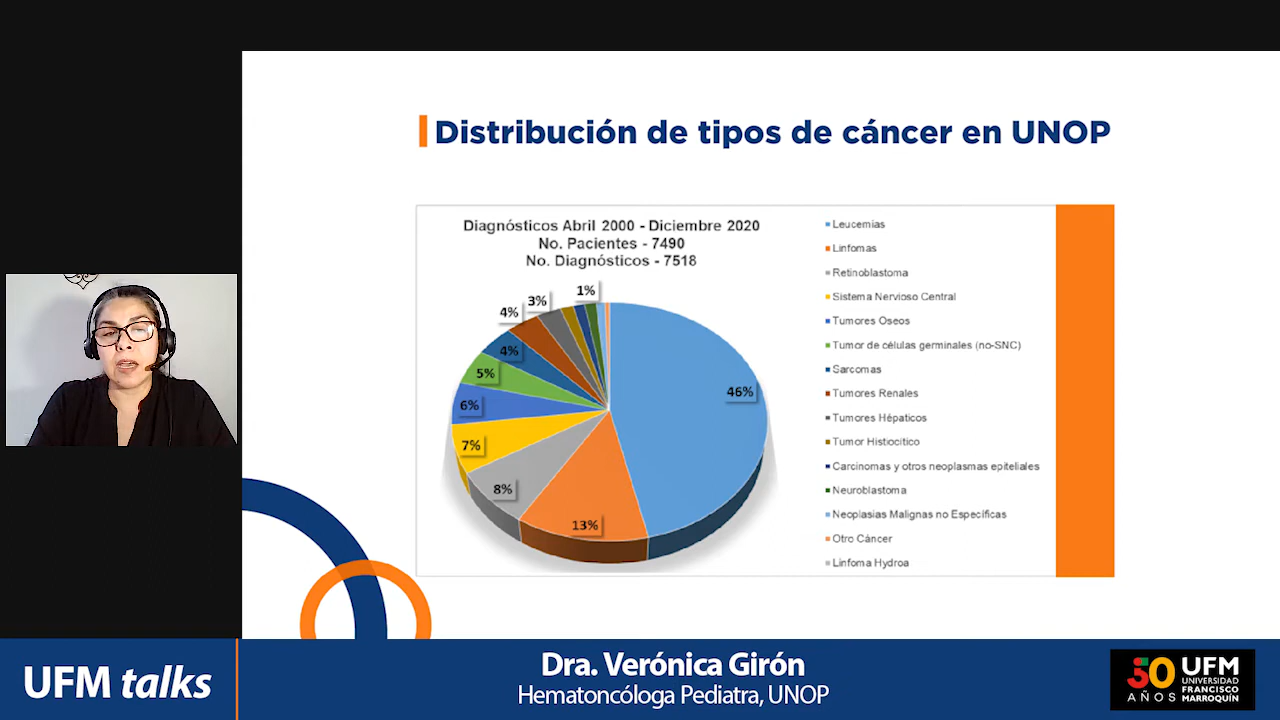 Distribución de tipos de cáncer en UNOP
Diagnósticos Abril 2000 - Diciembre 2020
No. Pacientes - 7490
No. Diagnósticos - 7518
1%
3%
4%
4%
5%
6%
7%
8%
13%
46%
Leucemias
Linfomas
Retinoblastoma
Sistema Nervioso Central
Tumores Oseos
Tumor de células germinales (no-SNC)
Sarcomas
Tumores Renales
Tumores Hépaticos
Tumor Histiocítico
Carcinomas y otros neoplasmas epiteliales
Neuroblastoma
Neoplasias Malignas no Específicas
Otro Cáncer
Linfoma Hydroa
UFM talks
Dra. Verónica Girón
Hematoncóloga Pediatra, UNOP
50
AÑOS
UFM
UNIVERSIDAD
FRANCISCO
MARROQUÍN